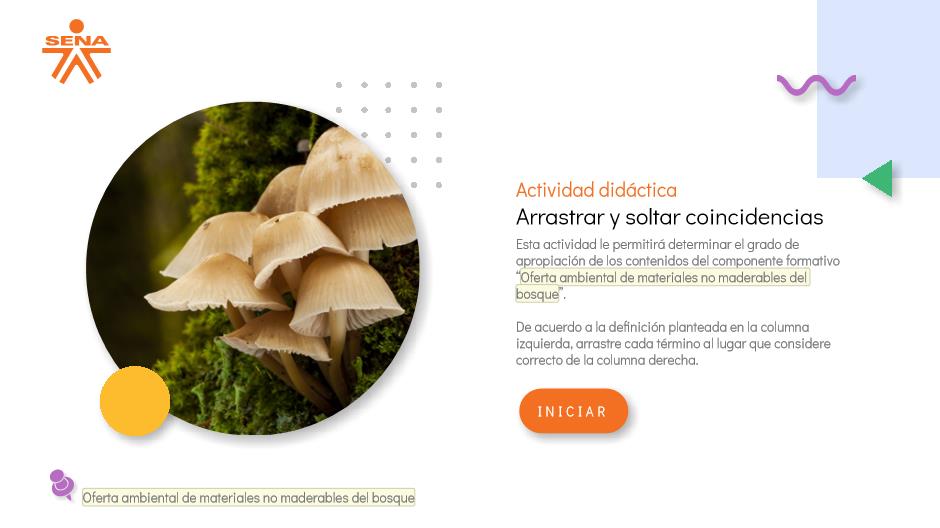 SENA
Actividad didáctica
Arrastrar y soltar coincidencias
Esta actividad le permitirá determinar el grado de
apropiación de los contenidos del componente formativo
“Oferta ambiental de materiales no maderables del
bosque”.
De acuerdo a la definición planteada en la columna
izquierda, arrastre cada término al lugar que considere
correcto de la columna derecha.
INICIAR
Oferta ambiental de materiales no maderables del bosque